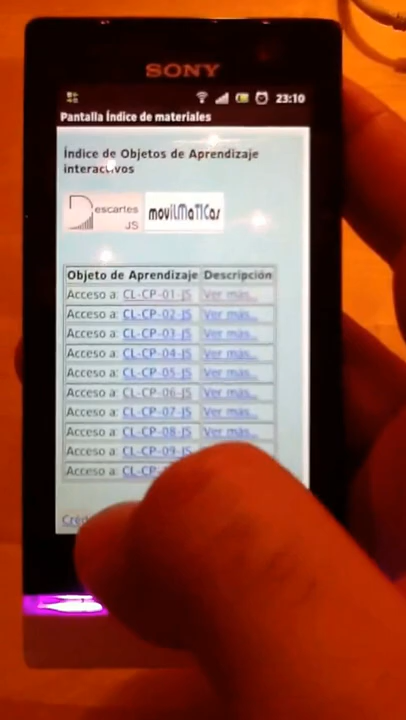 SONY
23:10
Pantalla Índice de materiales
Índice de Objetos de Aprendizaje
interactivos
Descartes
JS
movilMaTICas
Objeto de Aprendizaje Descripción
Acceso a: CL-CP-01-JS Ver más...
Acceso a: CL-CP-02-JS Ver más...
Acceso a: CL-CP-03-JS Ver más...
Acceso a: CL-CP-04-JS Ver más...
Acceso a: CL-CP-05-JS Ver más...
Acceso a: CL-CP-06-JS Ver más...
Acceso a: CL-CP-07-JS Ver más...
Acceso a: CL-CP-08-JS Ver más...
Acceso a: CL-CP-09-JS
Acceso a: CL-CP-